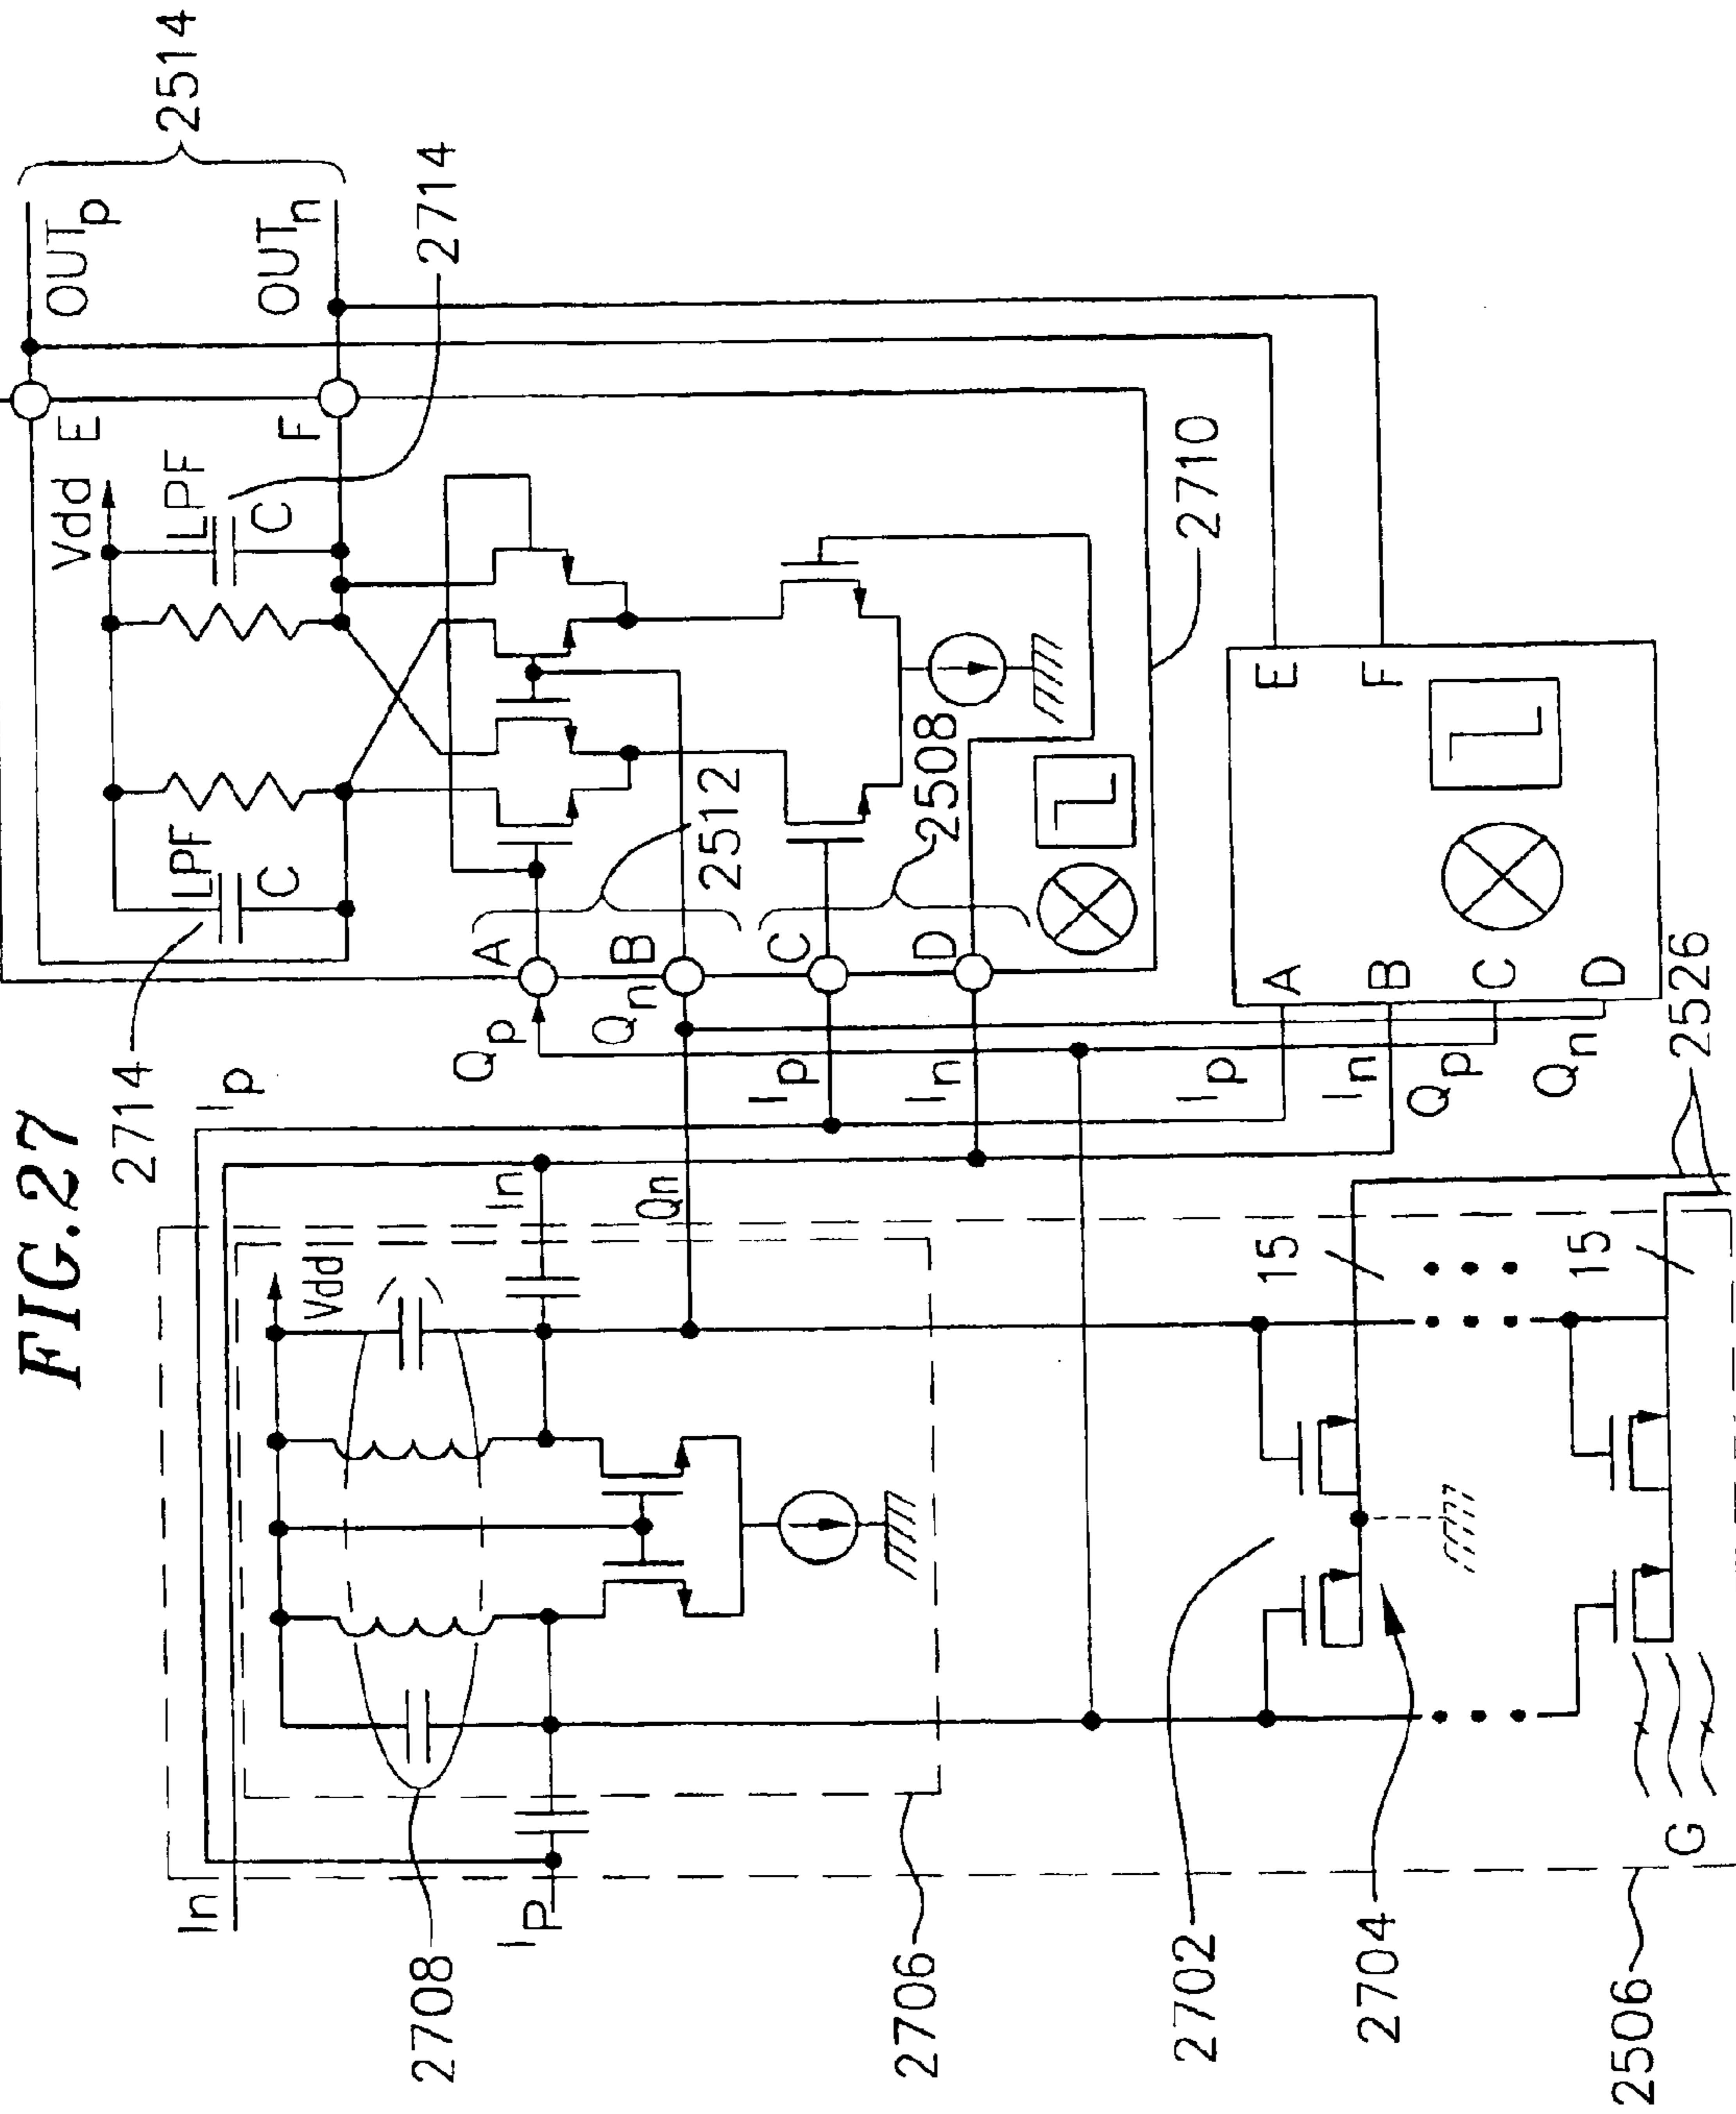 FIG.27
2514
OUTp
OUTn
2714
Vdd
E
F
LPF
C
LPF
C
2714
2710
A
B
C
D
2512
2508
Qp
Qn
Ip
In
E
F
A
B
C
D
Ip
In
Qp
Qn
2526
Ip
In
Qn
Vdd
15
15
In
Ip
2708
2706
2702
2704
G
2506